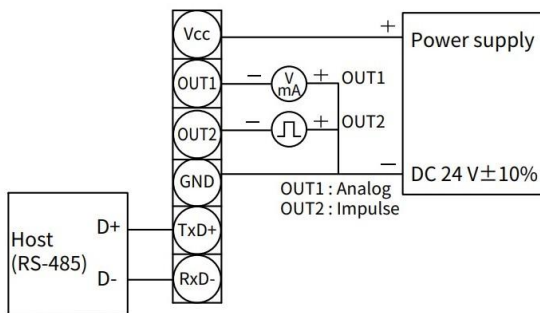 Vcc
+
Power supply
OUT1
−
V
mA
+
OUT1
OUT2
−
+
OUT2
GND
−
DC 24 V±10%
OUT1 : Analog
OUT2 : Impulse
Host
(RS-485)
D+
TxD+
D-
RxD-